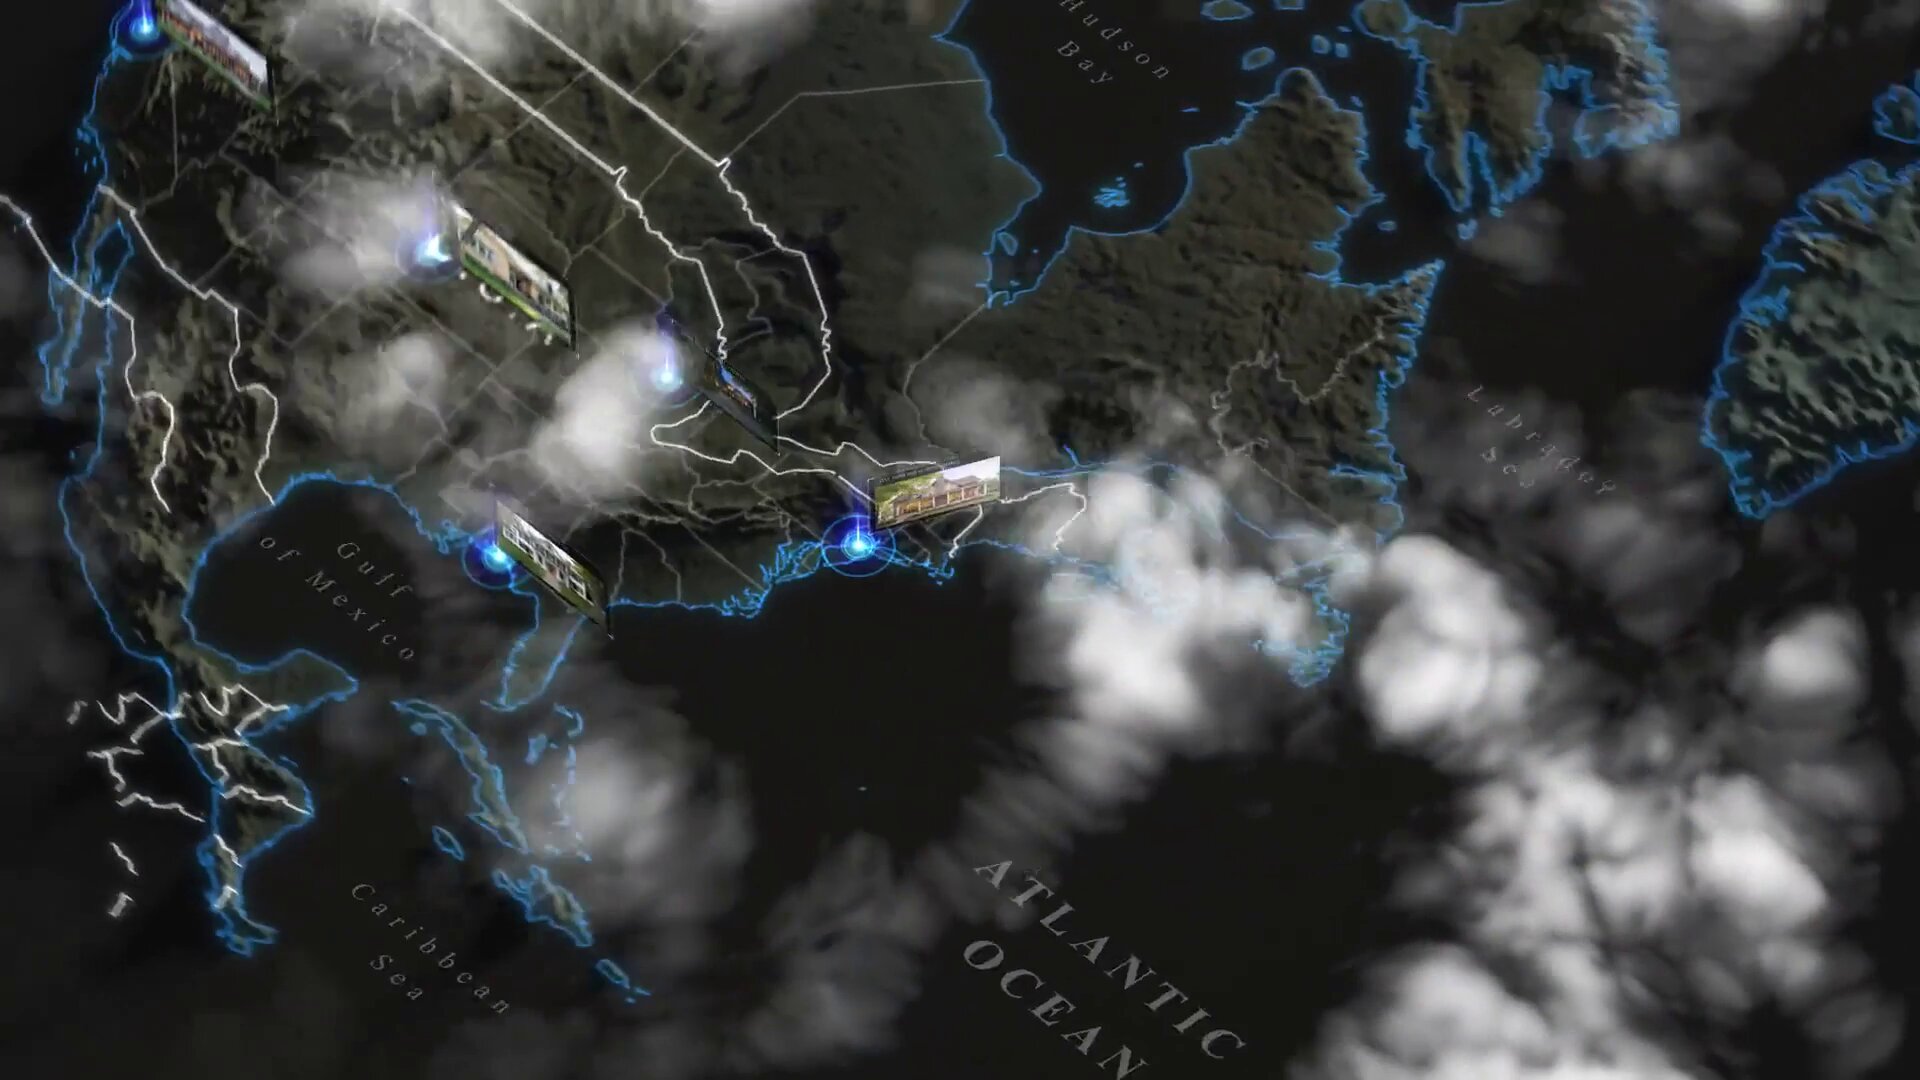 Hudson
Bay
Labrador
Sea
Gulf
of Mexico
Caribbean
Sea
ATLANTIC
OCEAN